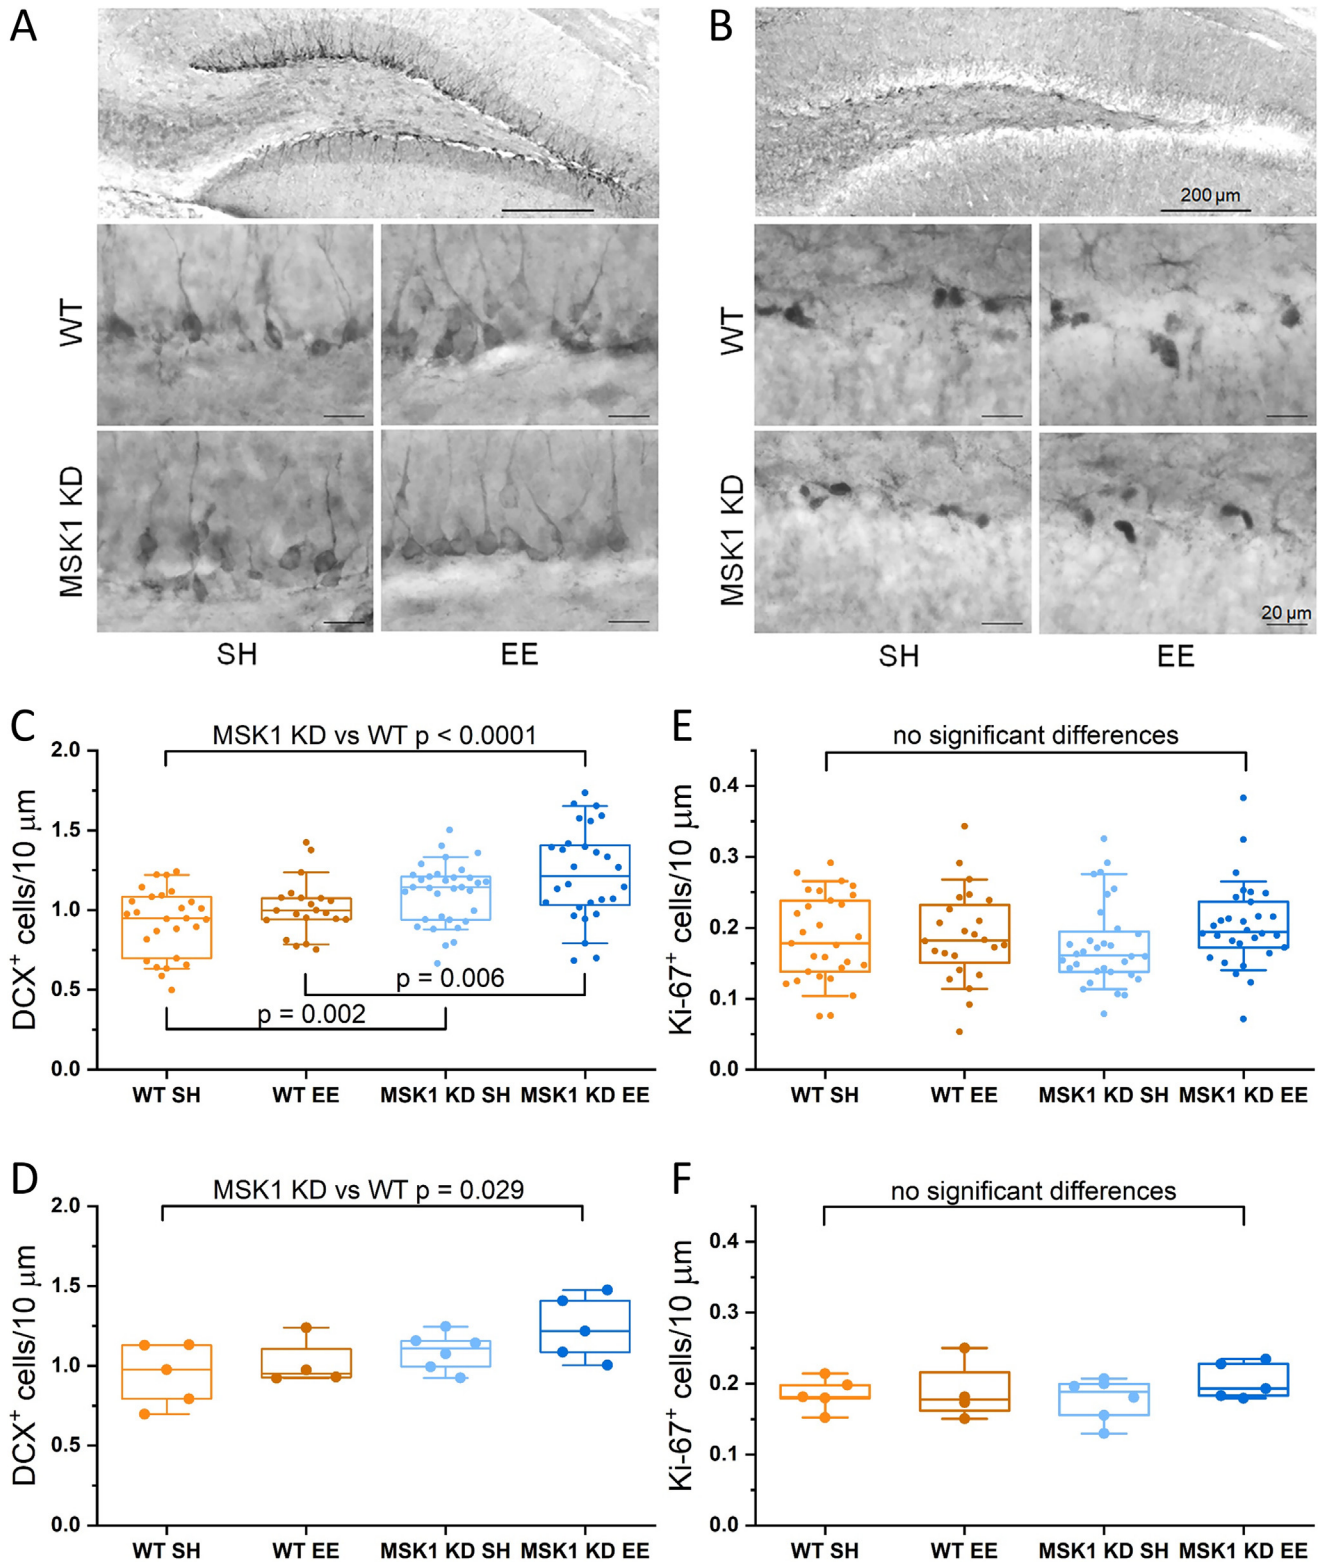 A
B
200 µm
WT
WT
MSK1 KD
MSK1 KD
20 µm
SH
EE
SH
EE
C
MSK1 KD vs WT p < 0.0001
2.0
1.5
1.0
0.5
0.0
DCX⁺ cells/10 µm
p = 0.006
p = 0.002
WT SH
WT EE
MSK1 KD SH
MSK1 KD EE
E
no significant differences
0.4
0.3
0.2
0.1
0.0
Ki-67⁺ cells/10 µm
WT SH
WT EE
MSK1 KD SH
MSK1 KD EE
D
MSK1 KD vs WT p = 0.029
2.0
1.5
1.0
0.5
0.0
DCX⁺ cells/10 µm
WT SH
WT EE
MSK1 KD SH
MSK1 KD EE
F
no significant differences
0.4
0.3
0.2
0.1
0.0
Ki-67⁺ cells/10 µm
WT SH
WT EE
MSK1 KD SH
MSK1 KD EE